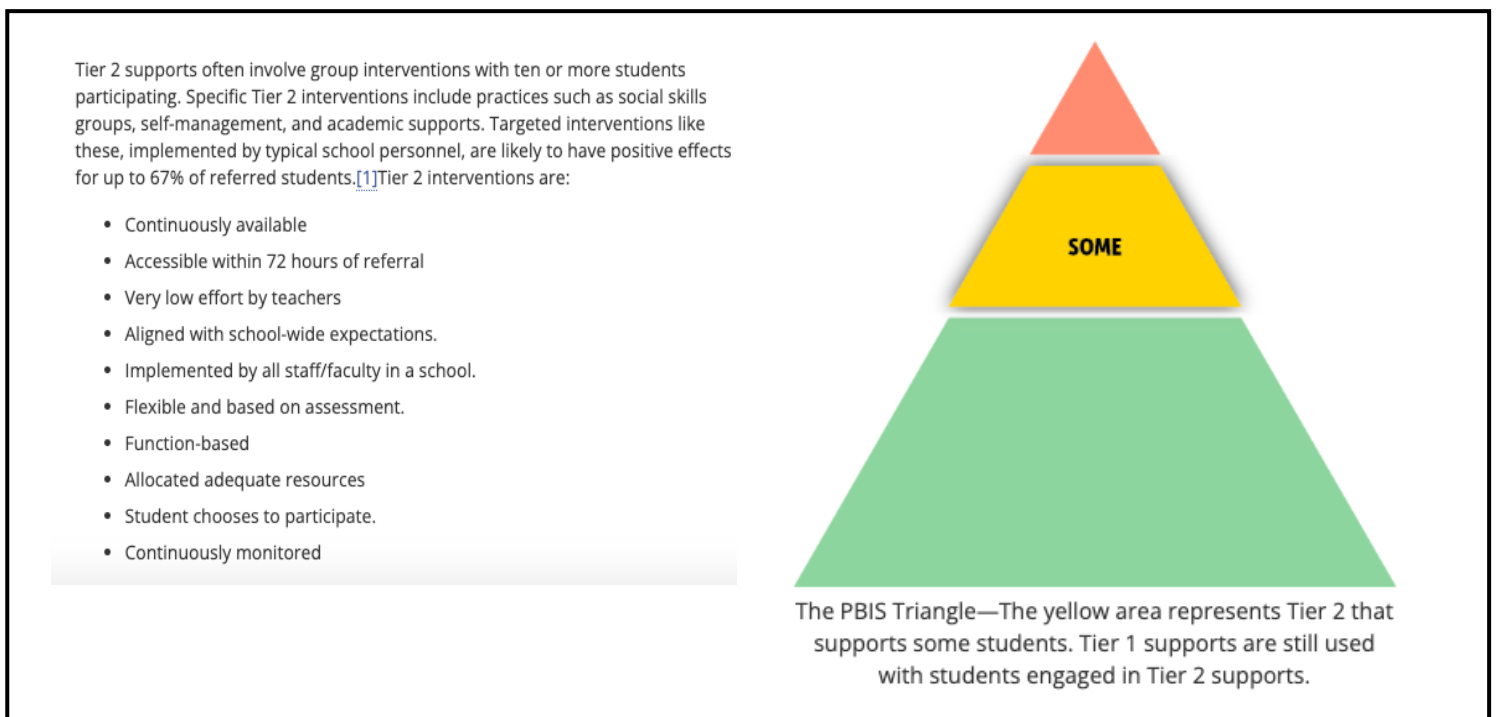 Tier 2 supports often involve group interventions with ten or more students
participating. Specific Tier 2 interventions include practices such as social skills
groups, self-management, and academic supports. Targeted interventions like
these, implemented by typical school personnel, are likely to have positive effects
for up to 67% of referred students.[1]Tier 2 interventions are:
• Continuously available
• Accessible within 72 hours of referral
• Very low effort by teachers
• Aligned with school-wide expectations.
• Implemented by all staff/faculty in a school.
• Flexible and based on assessment.
• Function-based
• Allocated adequate resources
• Student chooses to participate.
• Continuously monitored
SOME
The PBIS Triangle—The yellow area represents Tier 2 that
supports some students. Tier 1 supports are still used
with students engaged in Tier 2 supports.